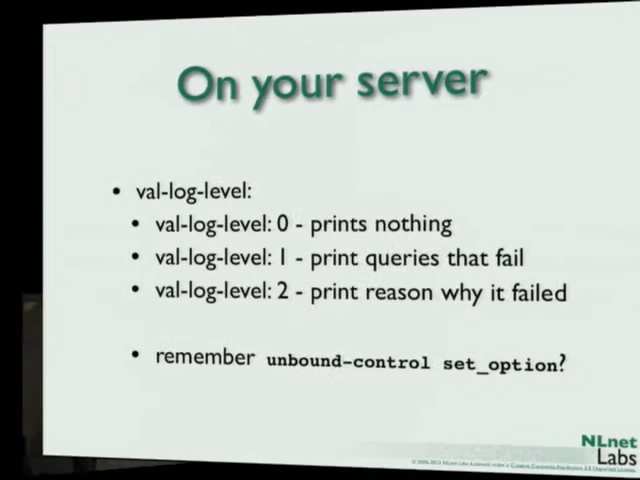 On your server
• val-log-level:
• val-log-level: 0 - prints nothing
• val-log-level: 1 - print queries that fail
• val-log-level: 2 - print reason why it failed
• remember unbound-control set_option?
NLnet
Labs